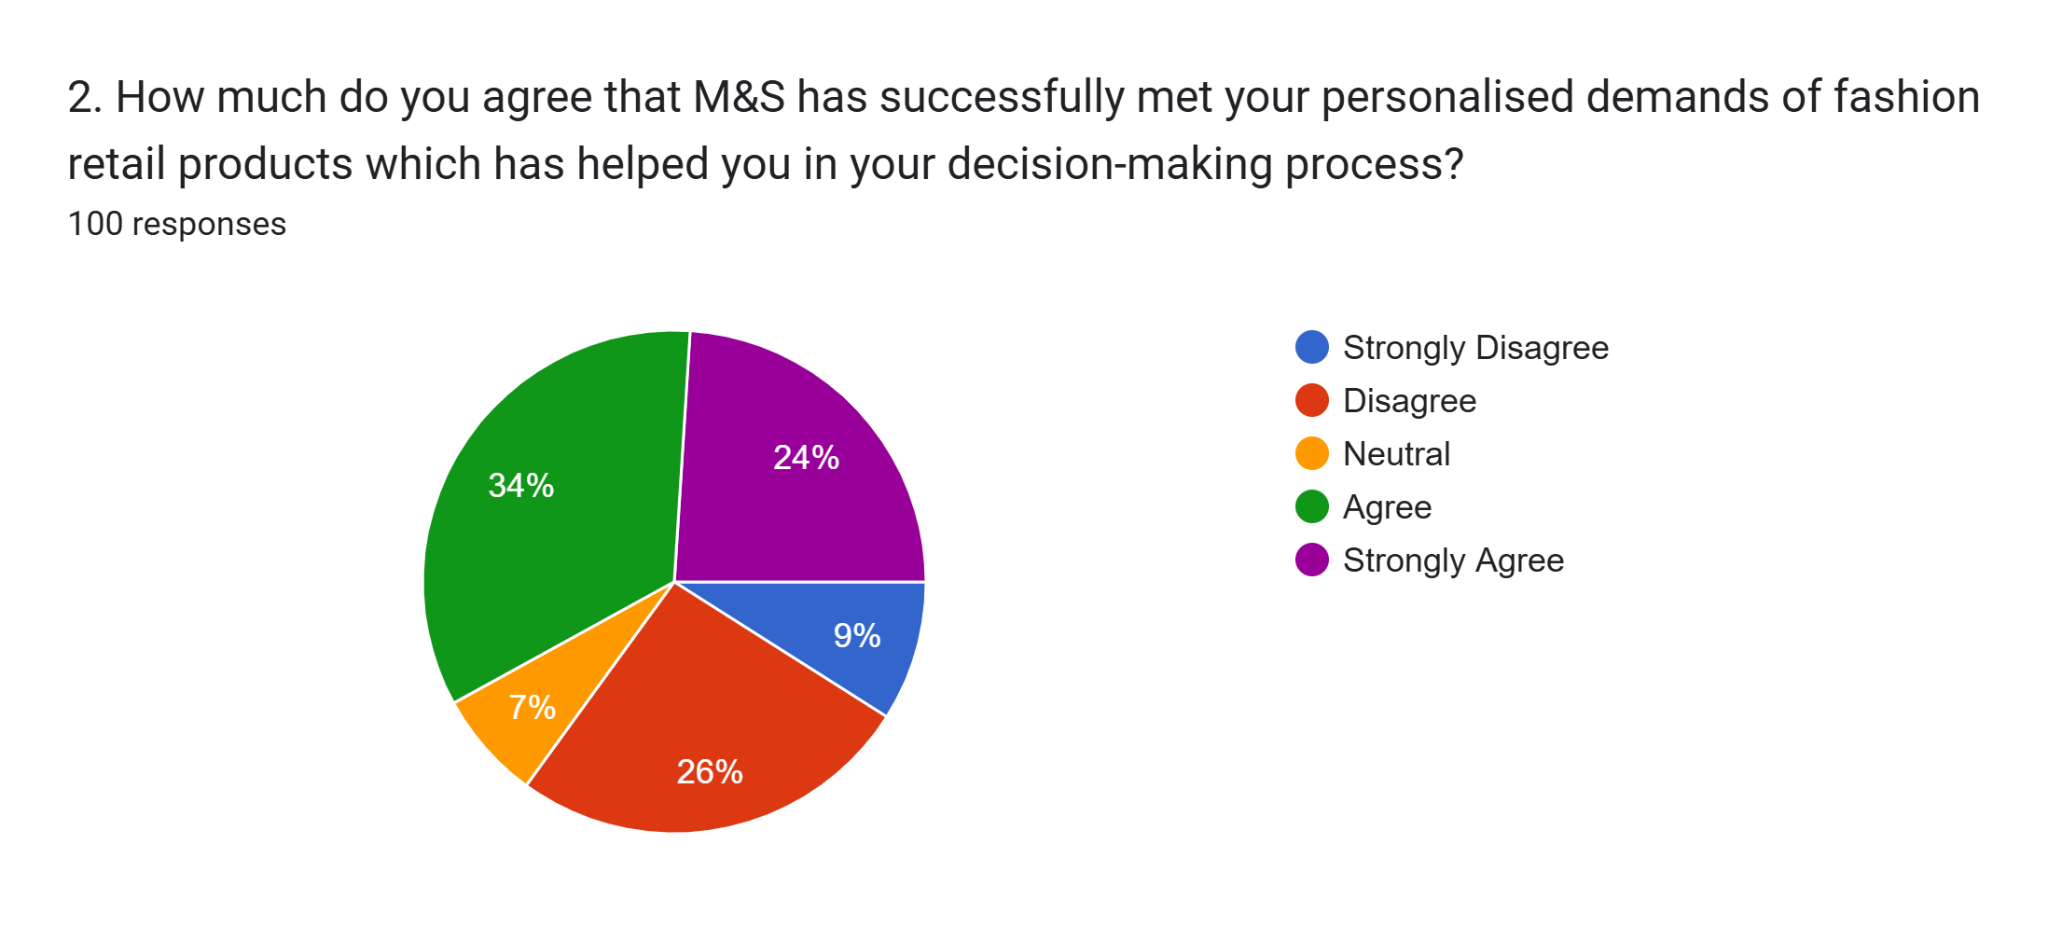 2. How much do you agree that M&S has successfully met your personalised demands of fashion
retail products which has helped you in your decision-making process?
100 responses
24%
34%
9%
7%
26%
Strongly Disagree
Disagree
Neutral
Agree
Strongly Agree